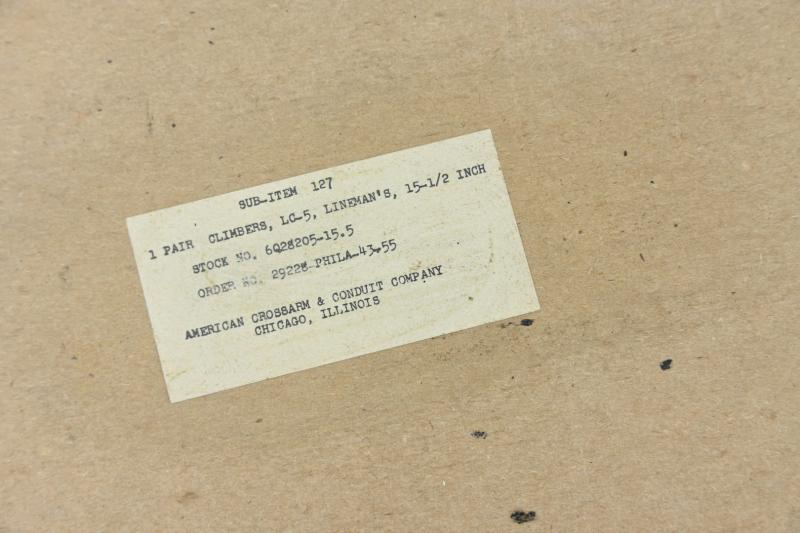 SUB-ITEM 127
1 PAIR CLIMBERS, LC-5, LINEMAN'S, 15-1/2 INCH
STOCK NO. 6Q28205-15.5
ORDER NO. 29228-PHILA-43-55
AMERICAN CROSSARM & CONDUIT COMPANY
CHICAGO, ILLINOIS